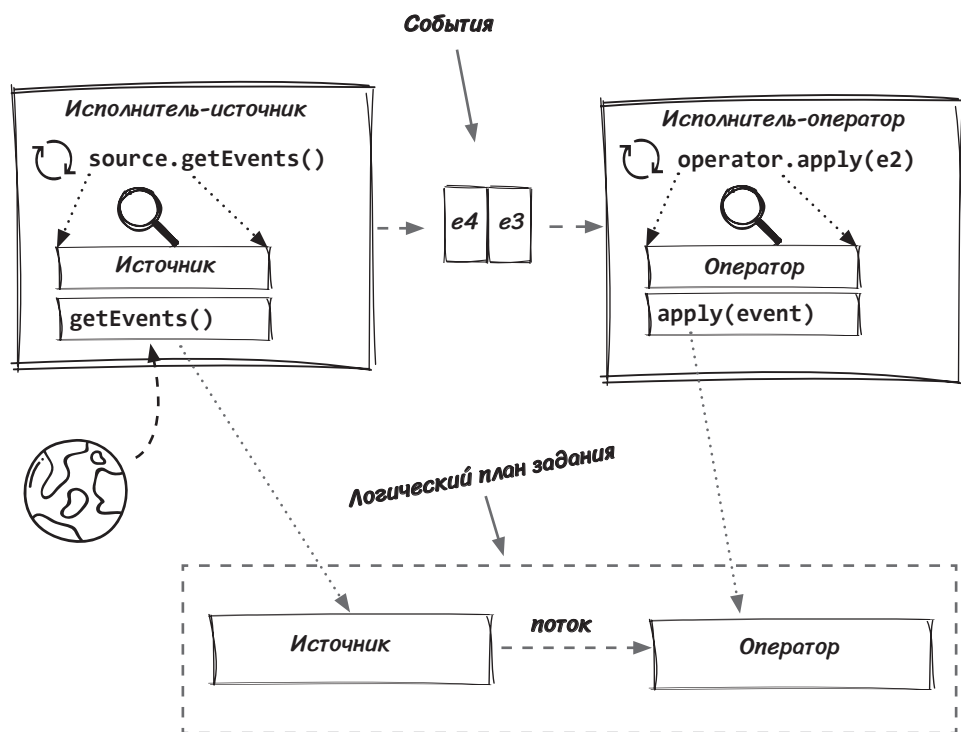 События
Исполнитель-источник
source.getEvents()
Источник
getEvents()
e4 e3
Исполнитель-оператор
operator.apply(e2)
Оператор
apply(event)
Логический план задания
Источник
поток
Оператор